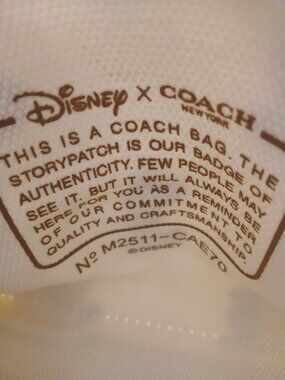 Disney x COACH
NEW YORK
THIS IS A COACH BAG. THE
STORYPATCH IS OUR BADGE OF
AUTHENTICITY. FEW PEOPLE MAY
SEE IT. BUT IT WILL ALWAYS BE
HERE FOR YOU AS A REMINDER
OF OUR COMMITMENT TO
QUALITY AND CRAFTSMANSHIP.
Nº M2511-CAE70
©DISNEY